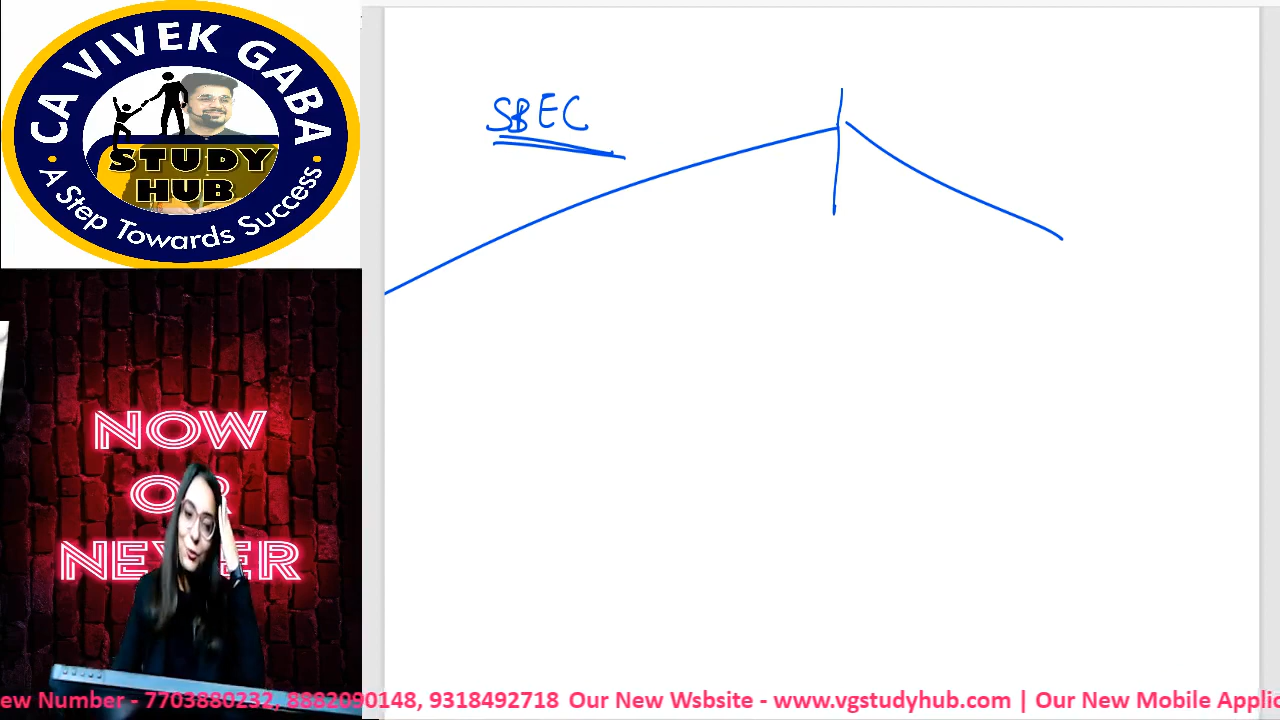 CA VIVEK GABA
STUDY
HUB
• A Step Towards Success •
SBEC
NOW
OR
NEVER
ew Number - 7703880232, 8882090148, 9318492718 Our New Wsbsite - www.vgstudyhub.com | Our New Mobile Applic